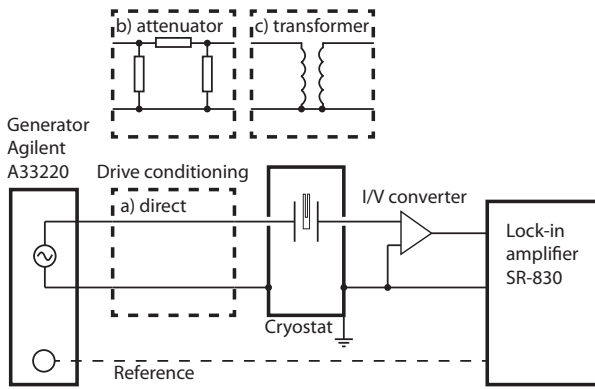 b) attenuator
c) transformer
Generator
Agilent
A33220
Drive conditioning
a) direct
I/V converter
Lock-in
amplifier
SR-830
Cryostat
Reference